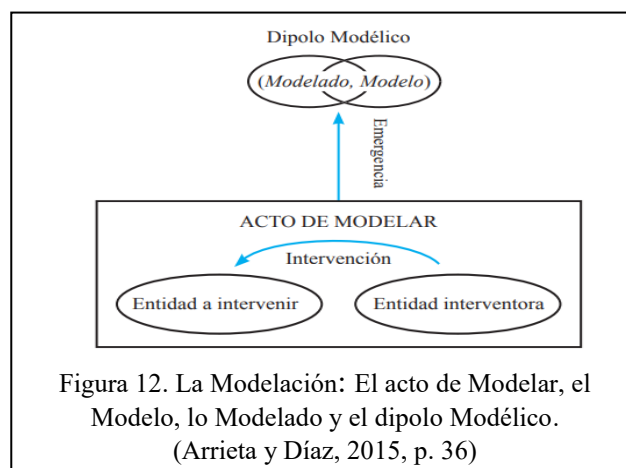 Dipolo Modélico
(Modelado, Modelo)
Emergencia
ACTO DE MODELAR
Intervención
Entidad a intervenir
Entidad interventora
Figura 12. La Modelación: El acto de Modelar, el
Modelo, lo Modelado y el dipolo Modélico.
(Arrieta y Díaz, 2015, p. 36)